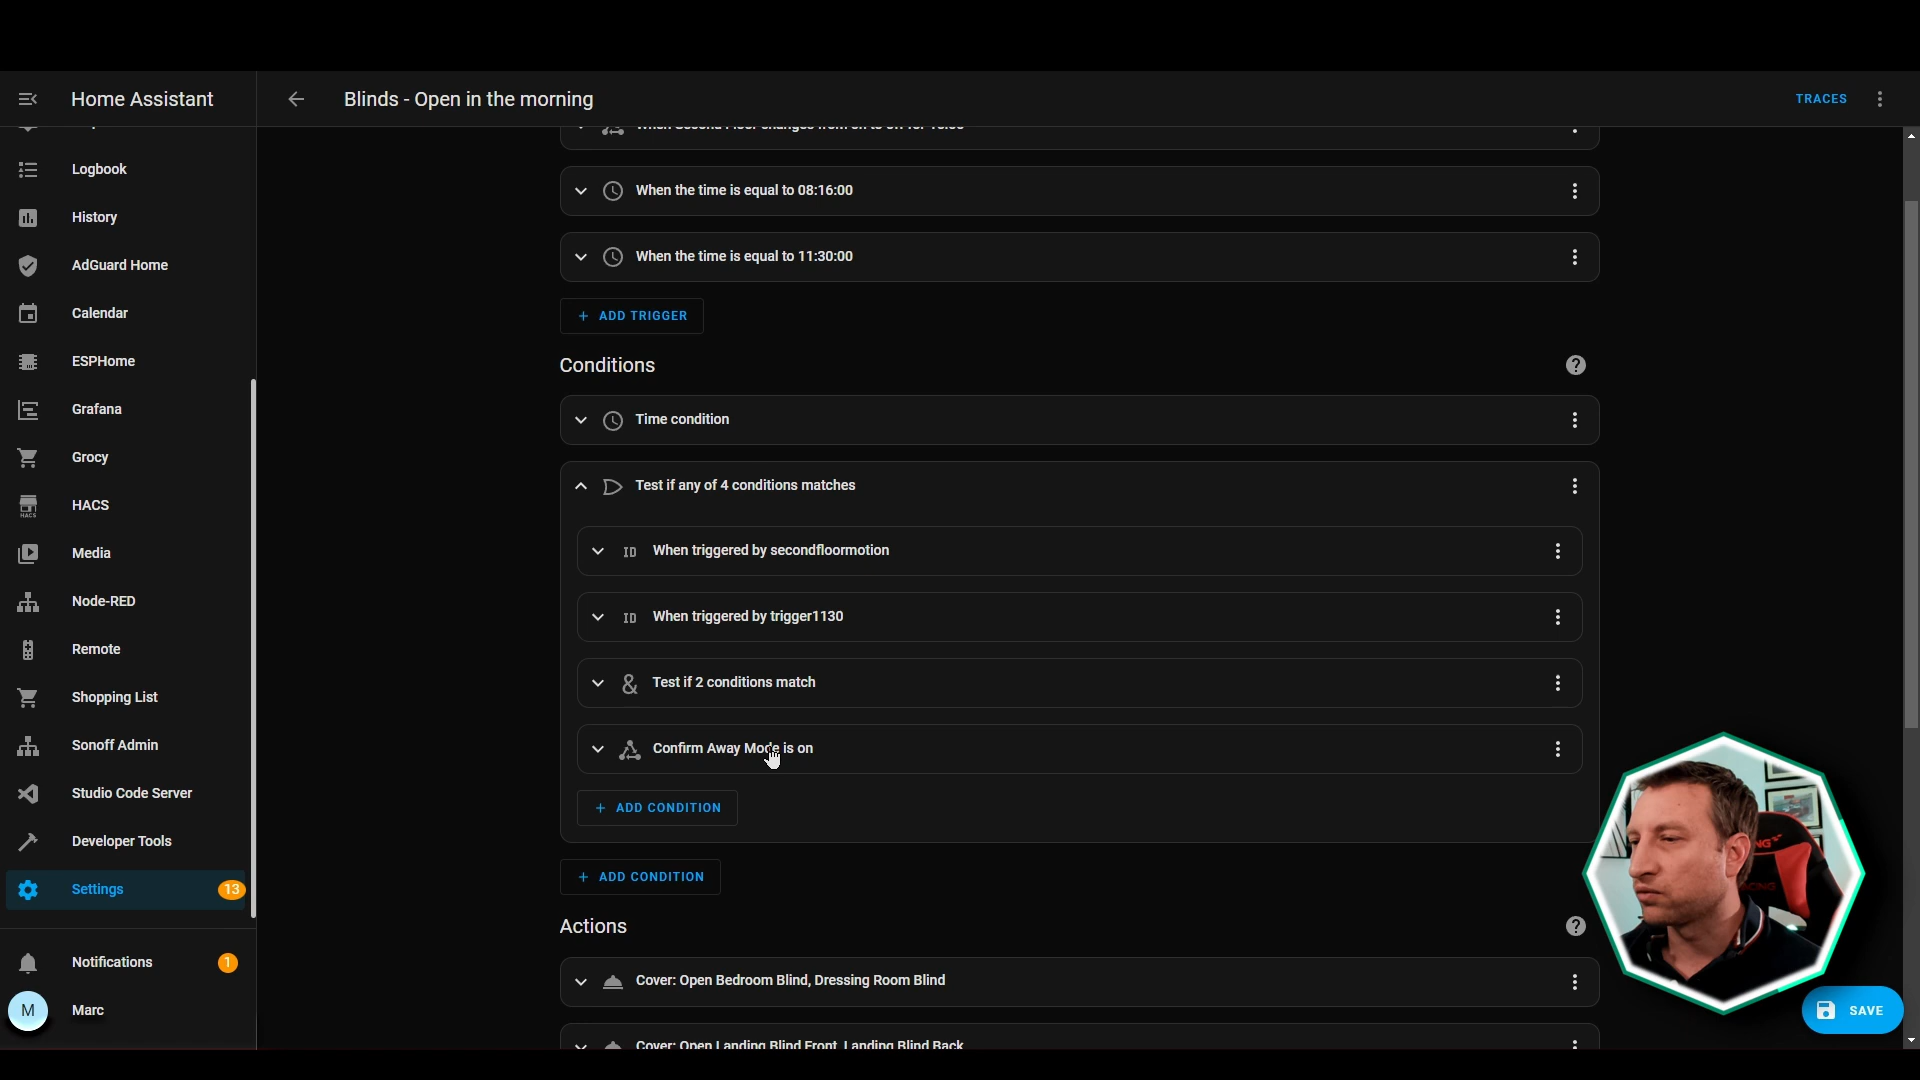 Home Assistant
Blinds - Open in the morning
TRACES
Logbook
History
AdGuard Home
Calendar
ESPHome
Grafana
Grocy
HACS
Media
Node-RED
Remote
Shopping List
Sonoff Admin
Studio Code Server
Developer Tools
Settings
13
Notifications
1
M
Marc
When the time is equal to 08:16:00
When the time is equal to 11:30:00
+ ADD TRIGGER
Conditions
?
Time condition
Test if any of 4 conditions matches
ID When triggered by secondfloormotion
ID When triggered by trigger1130
& Test if 2 conditions match
Confirm Away Mode is on
+ ADD CONDITION
+ ADD CONDITION
Actions
?
Cover: Open Bedroom Blind, Dressing Room Blind
Cover: Open Landing Blind Front, Landing Blind Back
SAVE